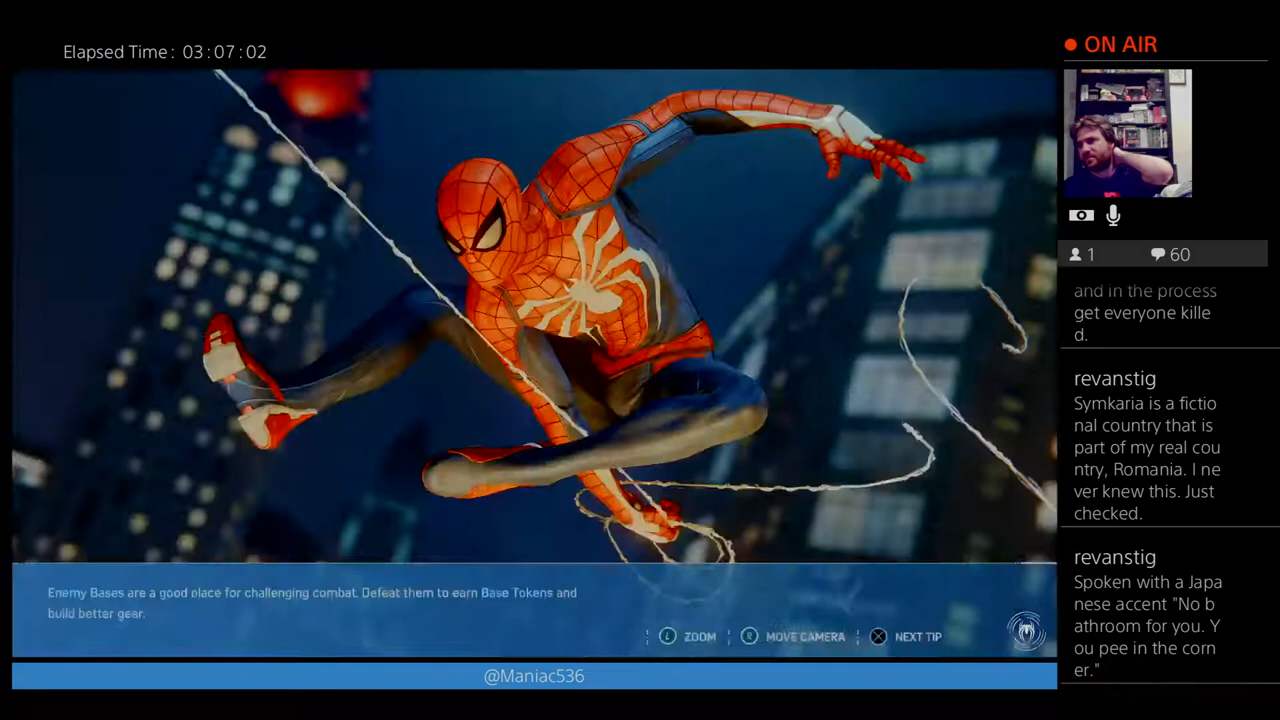 Elapsed Time: 03:07:02
ON AIR
1
60
and in the process
get everyone kille
d.
revanstig
Symkaria is a fictio
nal country that is
part of my real cou
ntry, Romania. I ne
ver knew this. Just
checked.
revanstig
Spoken with a Japa
nese accent "No b
athroom for you. Y
ou pee in the corn
er."
Enemy Bases are a good place for challenging combat. Defeat them to earn Base Tokens and
build better gear.
L ZOOM R MOVE CAMERA NEXT TIP
@Maniac536